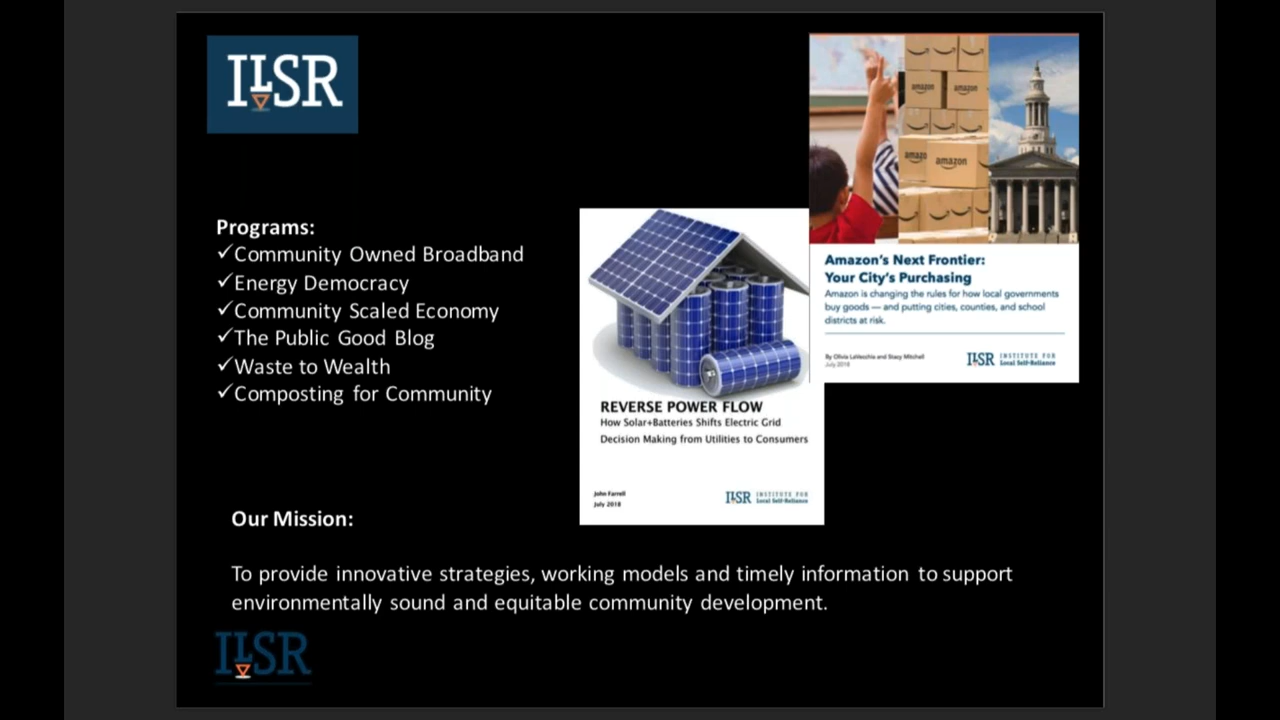 ILSR
Programs:
✓Community Owned Broadband
✓Energy Democracy
✓Community Scaled Economy
✓The Public Good Blog
✓Waste to Wealth
✓Composting for Community
amazon
amazon
amazo
amazon
Amazon's Next Frontier:
Your City's Purchasing
Amazon is changing the rules for how local governments
buy goods — and putting cities, counties, and school
districts at risk.
By Olivia LaVecchia and Stacy Mitchell
July 2018
ILSR INSTITUTE FOR
Local Self-Reliance
REVERSE POWER FLOW
How Solar+Batteries Shifts Electric Grid
Decision Making from Utilities to Consumers
John Farrell
July 2018
ILSR INSTITUTE FOR
Local Self-Reliance
Our Mission:
To provide innovative strategies, working models and timely information to support
environmentally sound and equitable community development.
ILSR